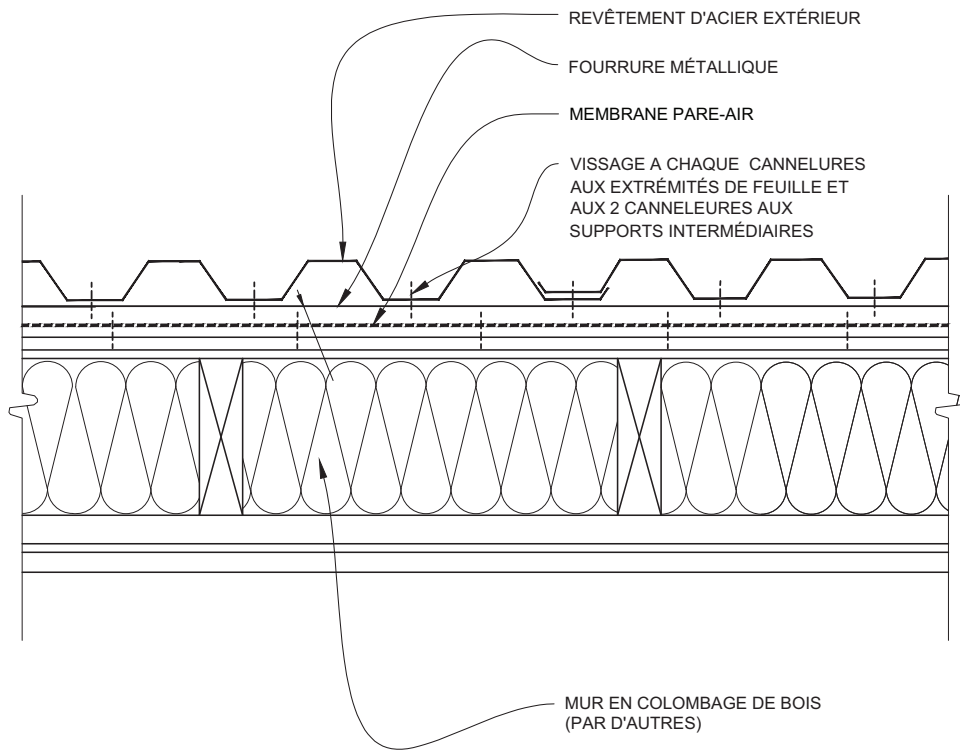 REVÊTEMENT D'ACIER EXTÉRIEUR
FOURRURE MÉTALLIQUE
MEMBRANE PARE-AIR
VISSAGE A CHAQUE CANNELURES
AUX EXTRÉMITÉS DE FEUILLE ET
AUX 2 CANNELEURES AUX
SUPPORTS INTERMÉDIAIRES
MUR EN COLOMBAGE DE BOIS
(PAR D'AUTRES)